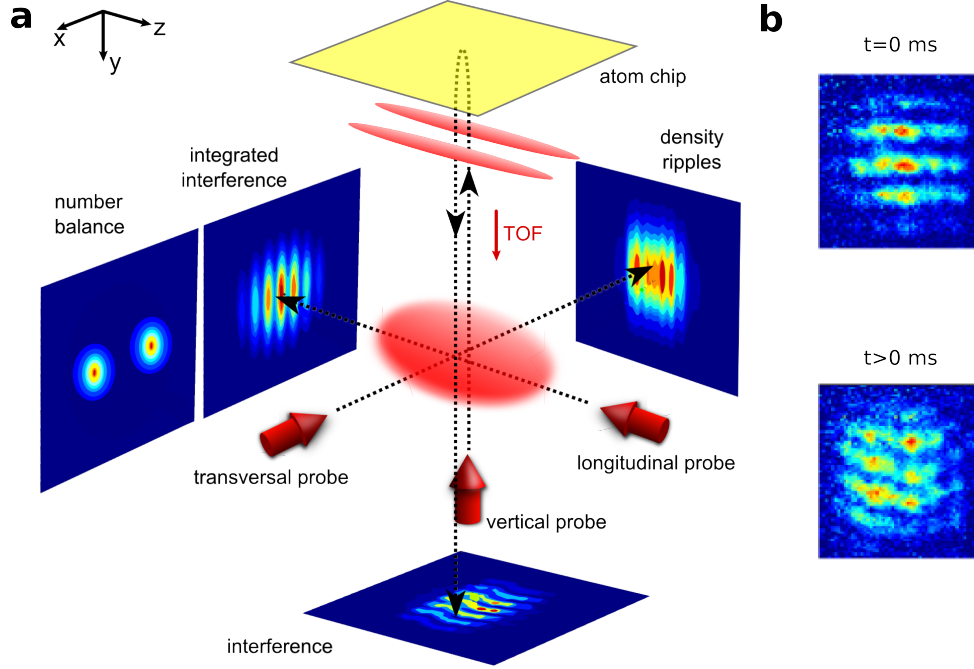 a
x
z
y
atom chip
density
ripples
integrated
interference
number
balance
TOF
transversal probe
longitudinal probe
vertical probe
interference
b
t=0 ms
t>0 ms